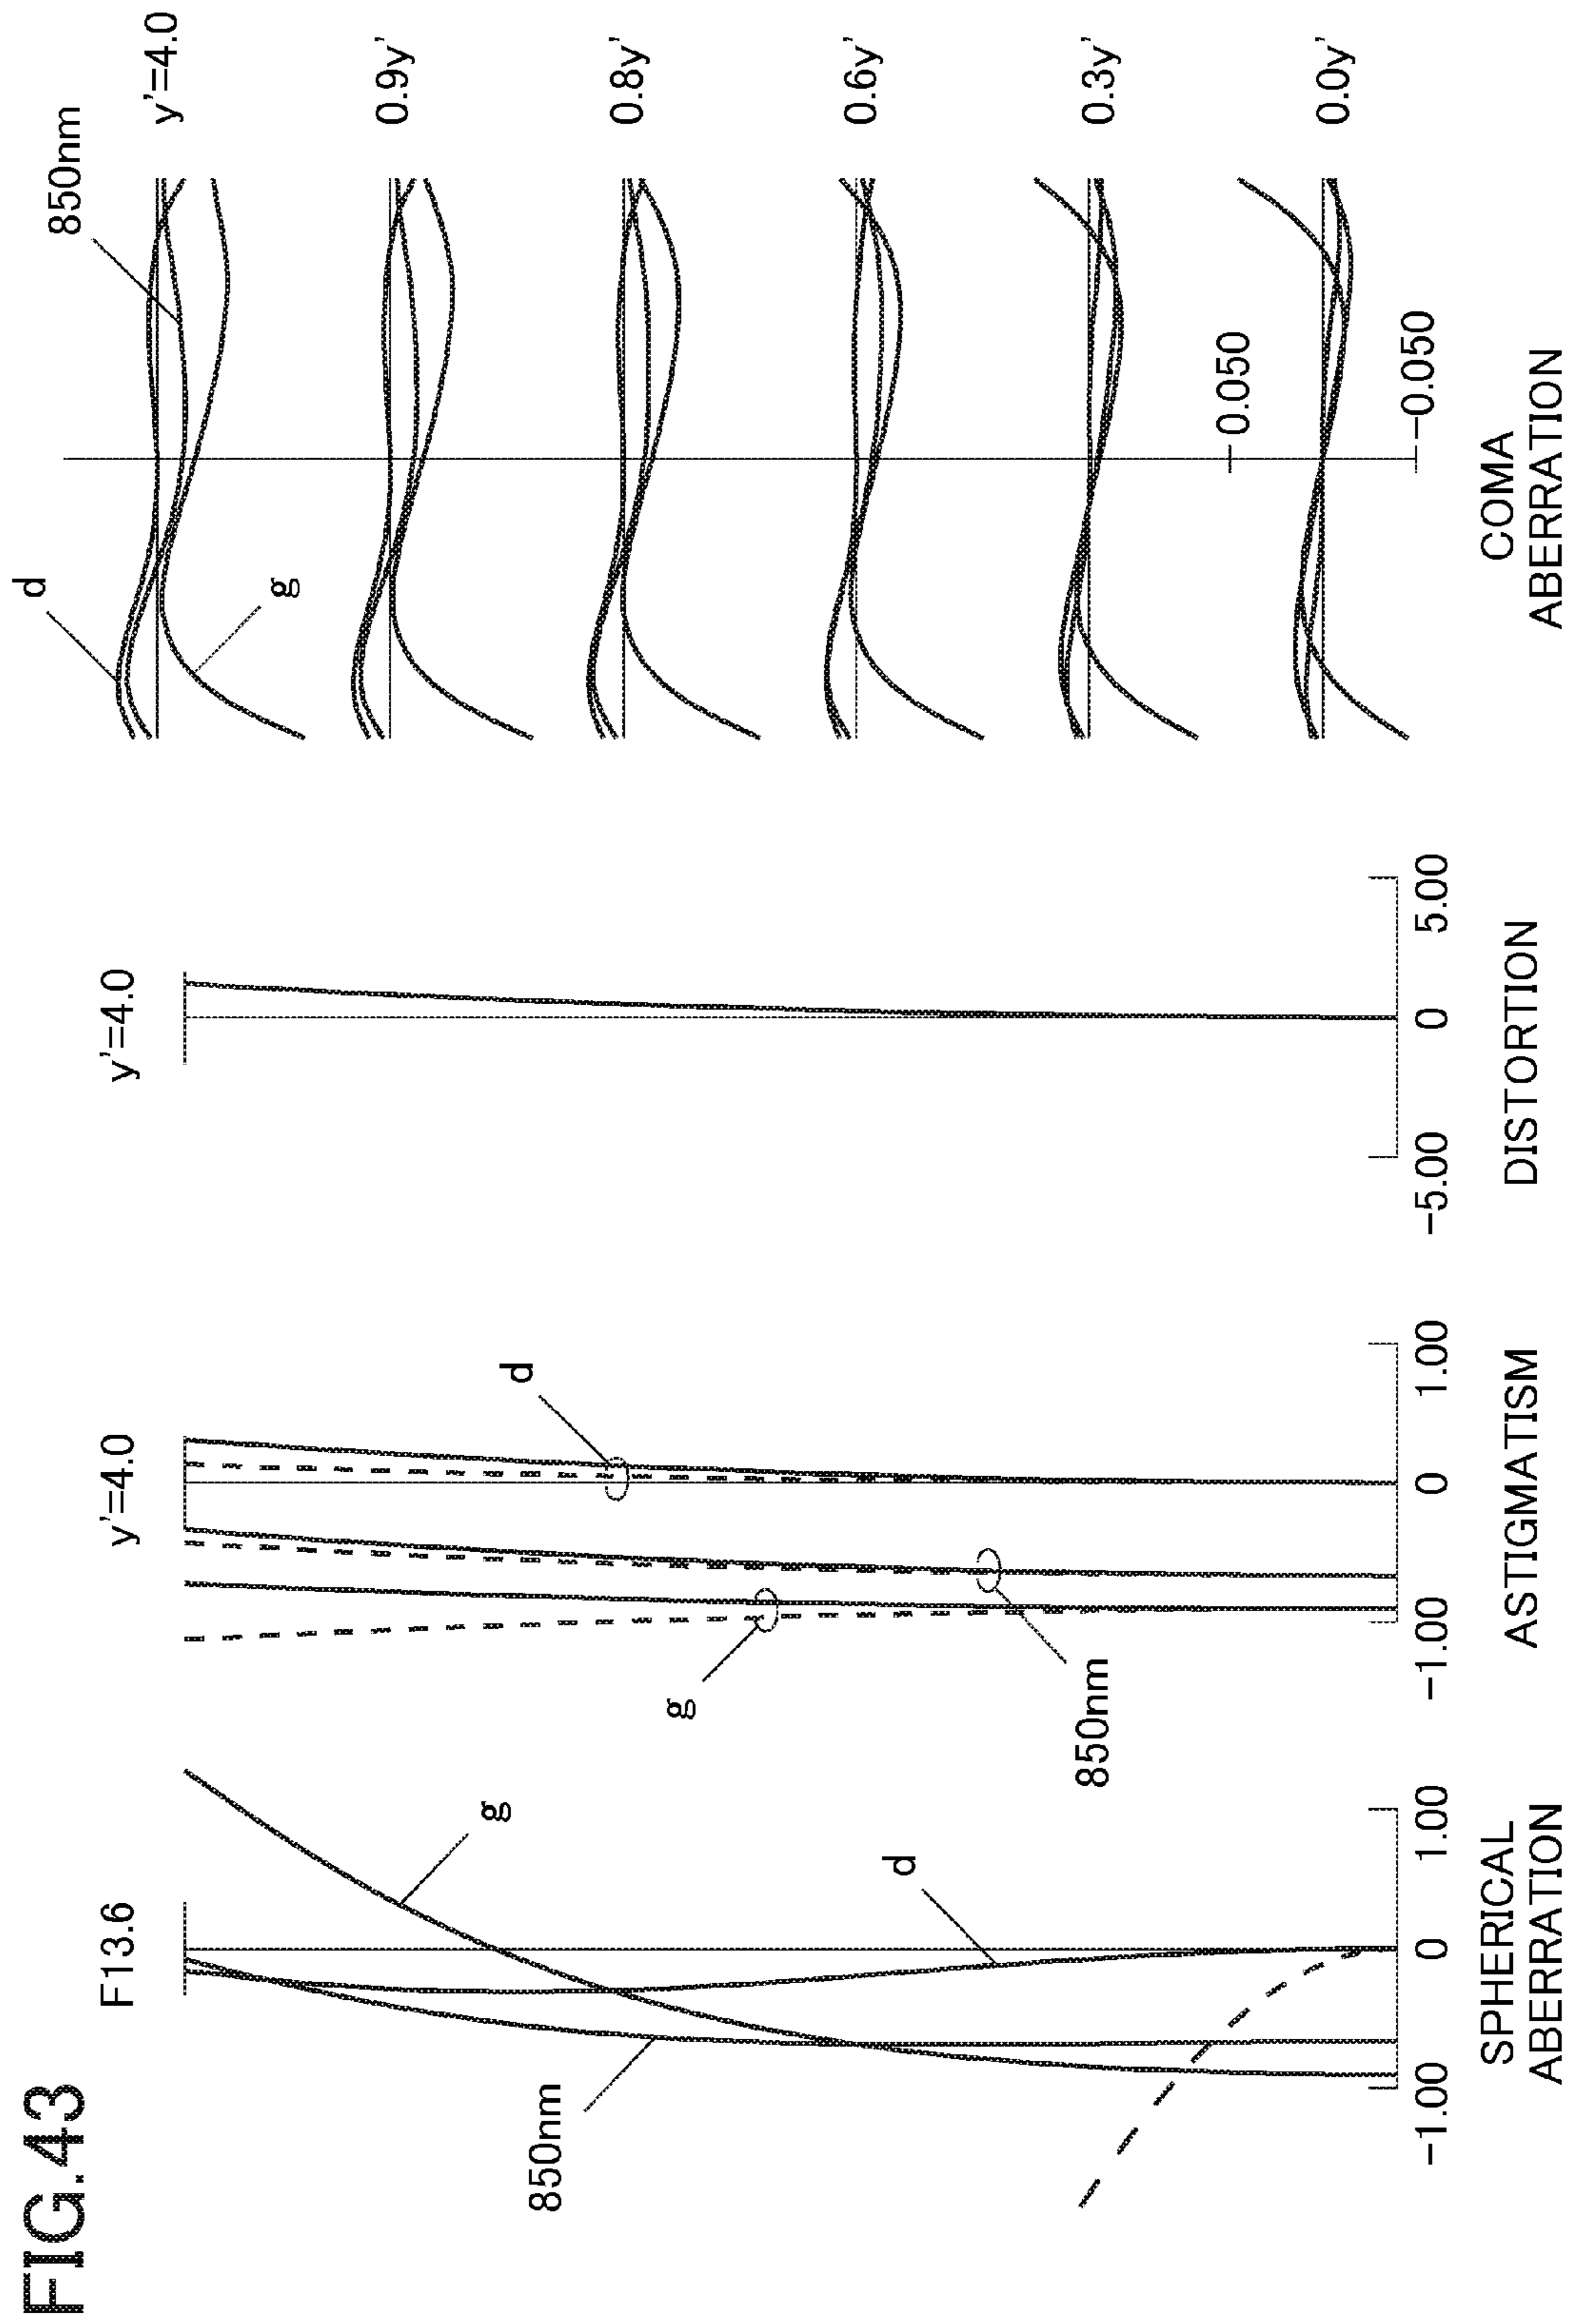 FIG.43
F13.6
g
d
850nm
-1.00
0
1.00
SPHERICAL
ABERRATION
y'=4.0
d
g
850nm
-1.00
0
1.00
ASTIGMATISM
y'=4.0
-5.00
0
5.00
DISTORTION
d
850nm
g
y'=4.0
0.9y'
0.8y'
0.6y'
0.3y'
0.0y'
0.050
-0.050
COMA
ABERRATION